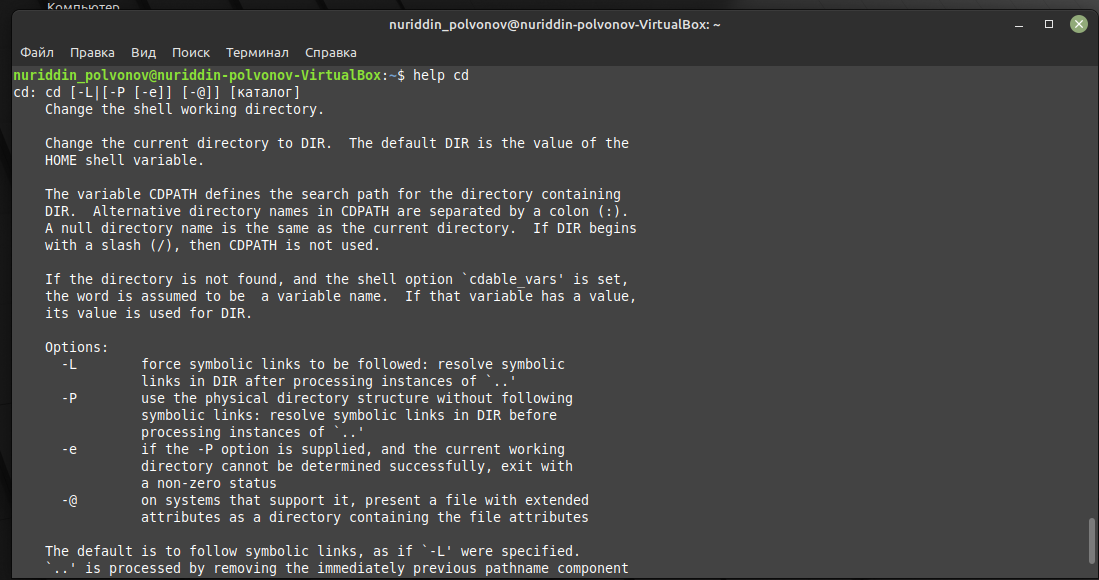 Компьютер
nuriddin_polvonov@nuriddin-polvonov-VirtualBox: ~
Файл Правка Вид Поиск Терминал Справка
nuriddin_polvonov@nuriddin-polvonov-VirtualBox:~$ help cd
cd: cd [-L|[-P [-e]] [-@]] [каталог]
Change the shell working directory.
Change the current directory to DIR.  The default DIR is the value of the
HOME shell variable.
The variable CDPATH defines the search path for the directory containing
DIR.  Alternative directory names in CDPATH are separated by a colon (:).
A null directory name is the same as the current directory.  If DIR begins
with a slash (/), then CDPATH is not used.
If the directory is not found, and the shell option `cdable_vars' is set,
the word is assumed to be  a variable name.  If that variable has a value,
its value is used for DIR.
Options:
-L force symbolic links to be followed: resolve symbolic
links in DIR after processing instances of `..'
-P use the physical directory structure without following
symbolic links: resolve symbolic links in DIR before
processing instances of `..'
-e if the -P option is supplied, and the current working
directory cannot be determined successfully, exit with
a non-zero status
-@ on systems that support it, present a file with extended
attributes as a directory containing the file attributes
The default is to follow symbolic links, as if `-L' were specified.
`..' is processed by removing the immediately previous pathname component